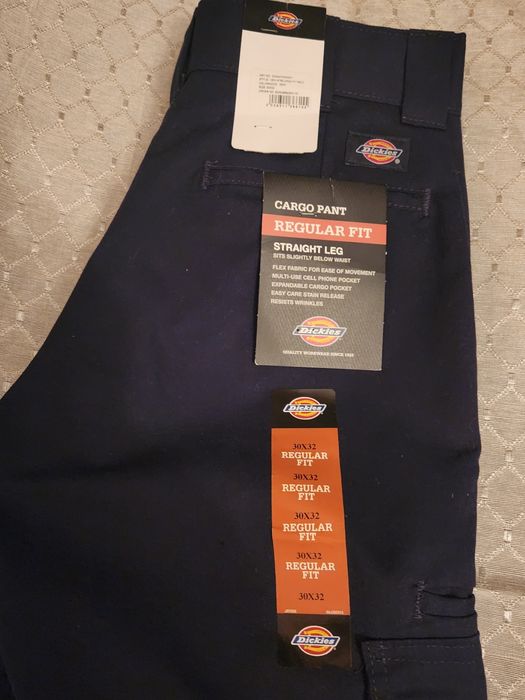 Dickies
Dickies
CARGO PANT
REGULAR FIT
STRAIGHT LEG
SITS SLIGHTLY BELOW WAIST
FLEX FABRIC FOR EASE OF MOVEMENT
MULTI-USE CELL PHONE POCKET
EXPANDABLE CARGO POCKET
EASY CARE STAIN RELEASE
RESISTS WRINKLES
Dickies
QUALITY WORKWEAR SINCE 1922
Dickies
30X32
REGULAR
FIT
30X32
REGULAR
FIT
30X32
REGULAR
FIT
30X32
REGULAR
FIT
30X32
Dickies